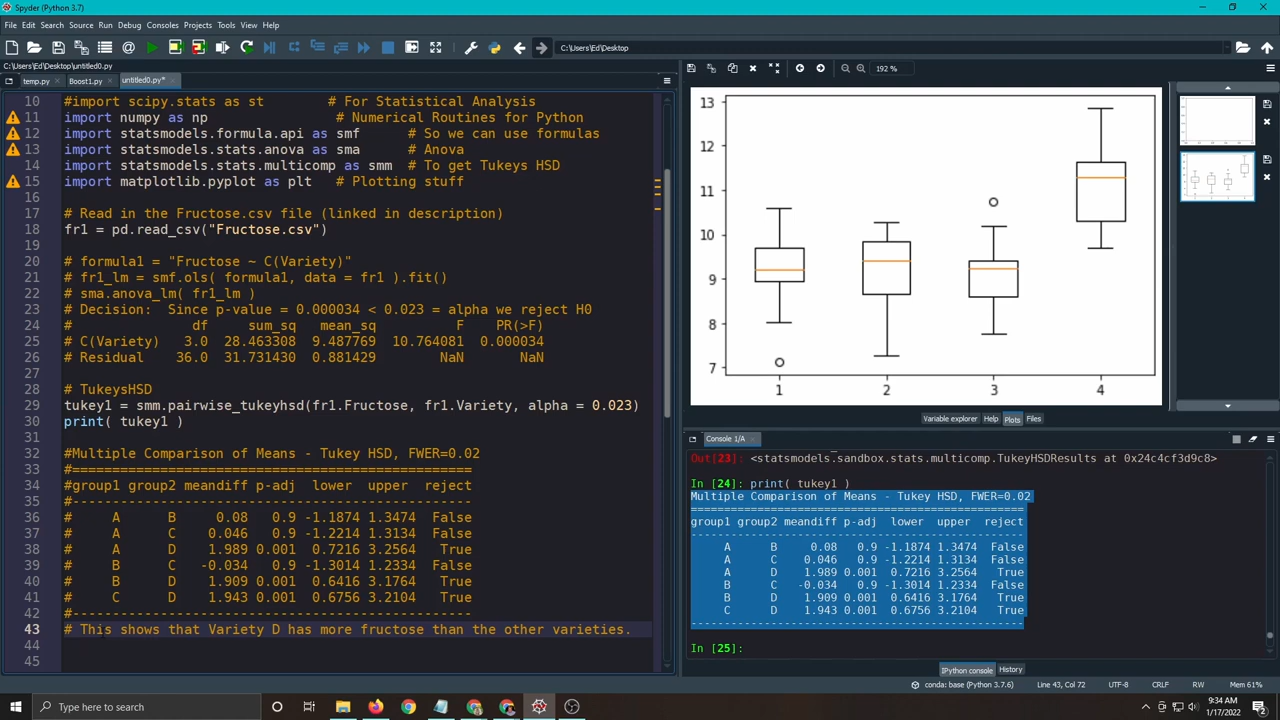 Spyder (Python 3.7)
File Edit Search Source Run Debug Consoles Projects Tools View Help
C:\Users\Ed\Desktop
C:\Users\Ed\Desktop\untitled0.py
temp.py Boost1.py untitled0.py*
10 #import scipy.stats as st # For Statistical Analysis
11 import numpy as np # Numerical Routines for Python
12 import statsmodels.formula.api as smf # So we can use formulas
13 import statsmodels.stats.anova as sma # Anova
14 import statsmodels.stats.multicomp as smm # To get Tukeys HSD
15 import matplotlib.pyplot as plt # Plotting stuff
16
17 # Read in the Fructose.csv file (linked in description)
18 fr1 = pd.read_csv("Fructose.csv")
19
20 # formula1 = "Fructose ~ C(Variety)"
21 # fr1_lm = smf.ols( formula1, data = fr1 ).fit()
22 # sma.anova_lm( fr1_lm )
23 # Decision: Since p-value = 0.000034 < 0.023 = alpha we reject H0
24 # df sum_sq mean_sq F PR(>F)
25 # C(Variety) 3.0 28.463308 9.487769 10.764081 0.000034
26 # Residual 36.0 31.731430 0.881429 NaN NaN
27
28 # TukeysHSD
29 tukey1 = smm.pairwise_tukeyhsd(fr1.Fructose, fr1.Variety, alpha = 0.023)
30 print( tukey1 )
31
32 #Multiple Comparison of Means - Tukey HSD, FWER=0.02
33 #==================================================
34 #group1 group2 meandiff p-adj lower upper reject
35 #--------------------------------------------------
36 # A B 0.08 0.9 -1.1874 1.3474 False
37 # A C 0.046 0.9 -1.2214 1.3134 False
38 # A D 1.989 0.001 0.7216 3.2564 True
39 # B C -0.034 0.9 -1.3014 1.2334 False
40 # B D 1.909 0.001 0.6416 3.1764 True
41 # C D 1.943 0.001 0.6756 3.2104 True
42 #--------------------------------------------------
43 # This shows that Variety D has more fructose than the other varieties.
44
45
192 %
13
12
11
10
9
8
7
1 2 3 4
Variable explorer Help Plots Files
Console 1/A
Out[23]: <statsmodels.sandbox.stats.multicomp.TukeyHSDResults at 0x24c4cf3d9c8>
In [24]: print( tukey1 )
Multiple Comparison of Means - Tukey HSD, FWER=0.02
==================================================
group1 group2 meandiff p-adj lower upper reject
--------------------------------------------------
A B 0.08 0.9 -1.1874 1.3474 False
A C 0.046 0.9 -1.2214 1.3134 False
A D 1.989 0.001 0.7216 3.2564 True
B C -0.034 0.9 -1.3014 1.2334 False
B D 1.909 0.001 0.6416 3.1764 True
C D 1.943 0.001 0.6756 3.2104 True
--------------------------------------------------
In [25]:
IPython console History
conda: base (Python 3.7.6) Line 43, Col 72 UTF-8 CRLF RW Mem 61%
Type here to search
9:34 AM
1/17/2022